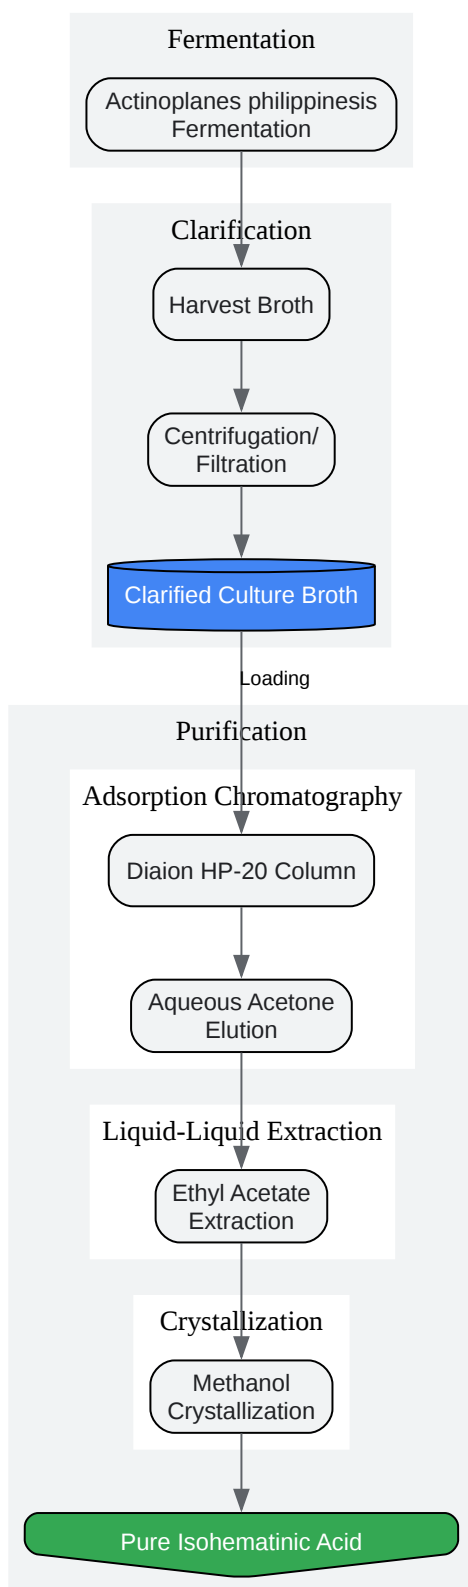 Fermentation
Actinoplanes philippinesis
Fermentation
Clarification
Harvest Broth
Centrifugation/
Filtration
Clarified Culture Broth
Loading
Purification
Adsorption Chromatography
Diaion HP-20 Column
Aqueous Acetone
Elution
Liquid-Liquid Extraction
Ethyl Acetate
Extraction
Crystallization
Methanol
Crystallization
Pure Isohematinic Acid